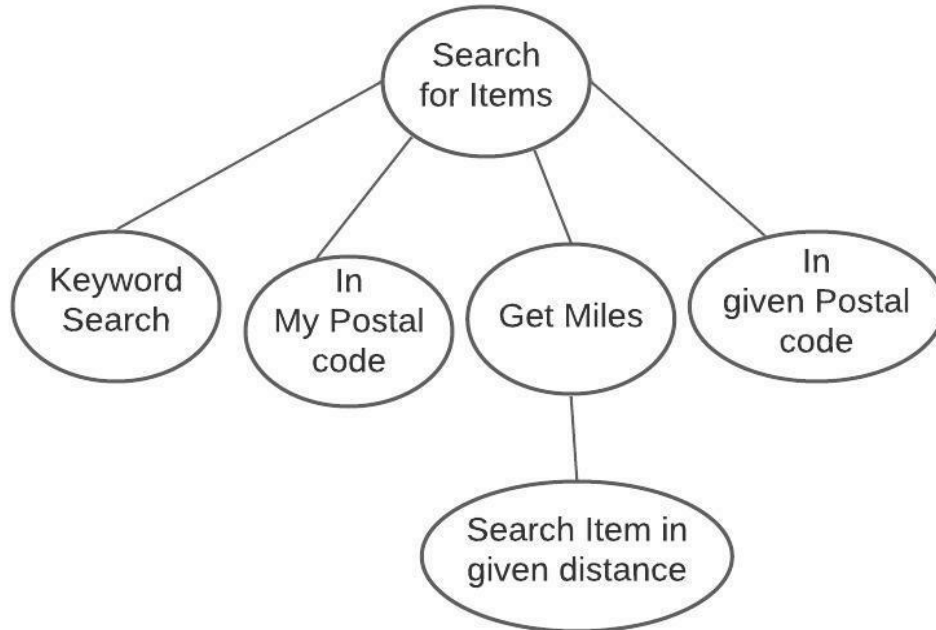 Search
for Items
Keyword
Search
In
My Postal
code
Get Miles
In
given Postal
code
Search Item in
given distance